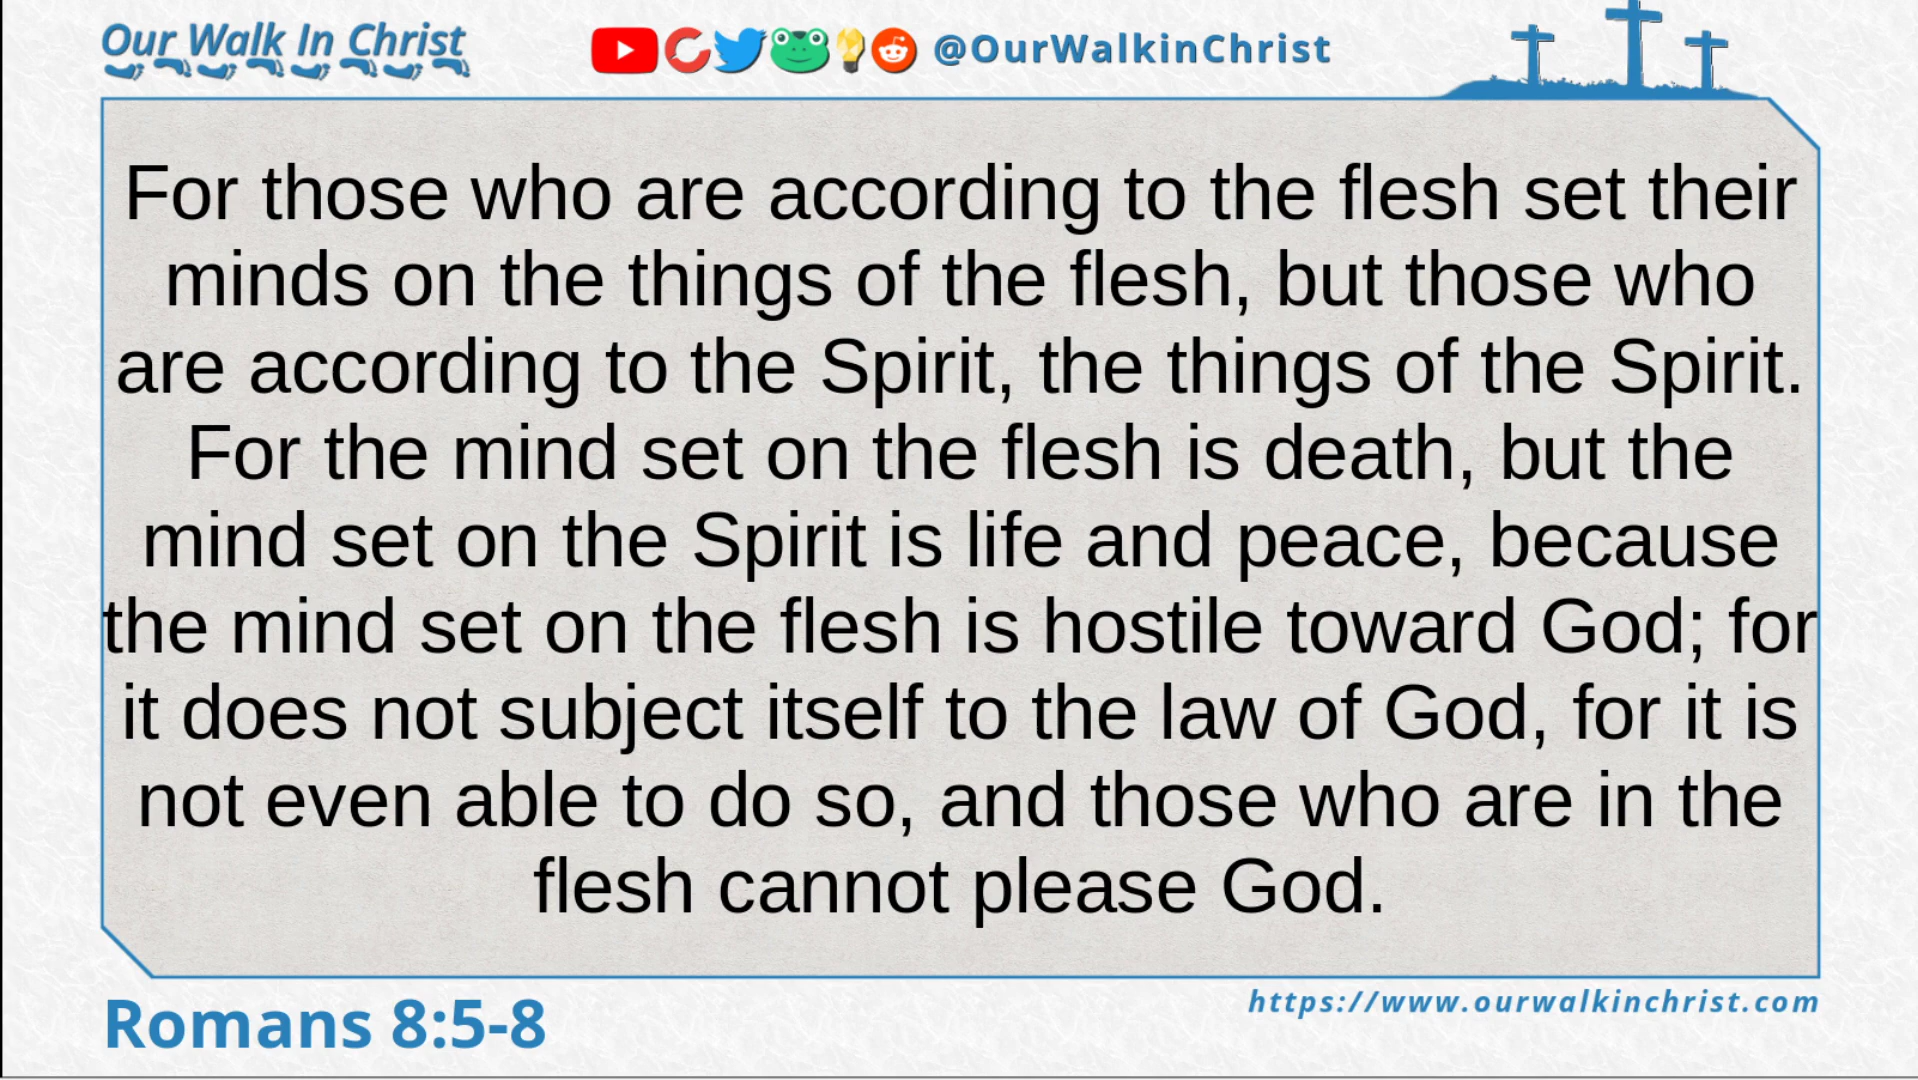 Our Walk In Christ
@OurWalkinChrist
For those who are according to the flesh set their
minds on the things of the flesh, but those who
are according to the Spirit, the things of the Spirit.
For the mind set on the flesh is death, but the
mind set on the Spirit is life and peace, because
the mind set on the flesh is hostile toward God; for
it does not subject itself to the law of God, for it is
not even able to do so, and those who are in the
flesh cannot please God.
Romans 8:5-8
https://www.ourwalkinchrist.com